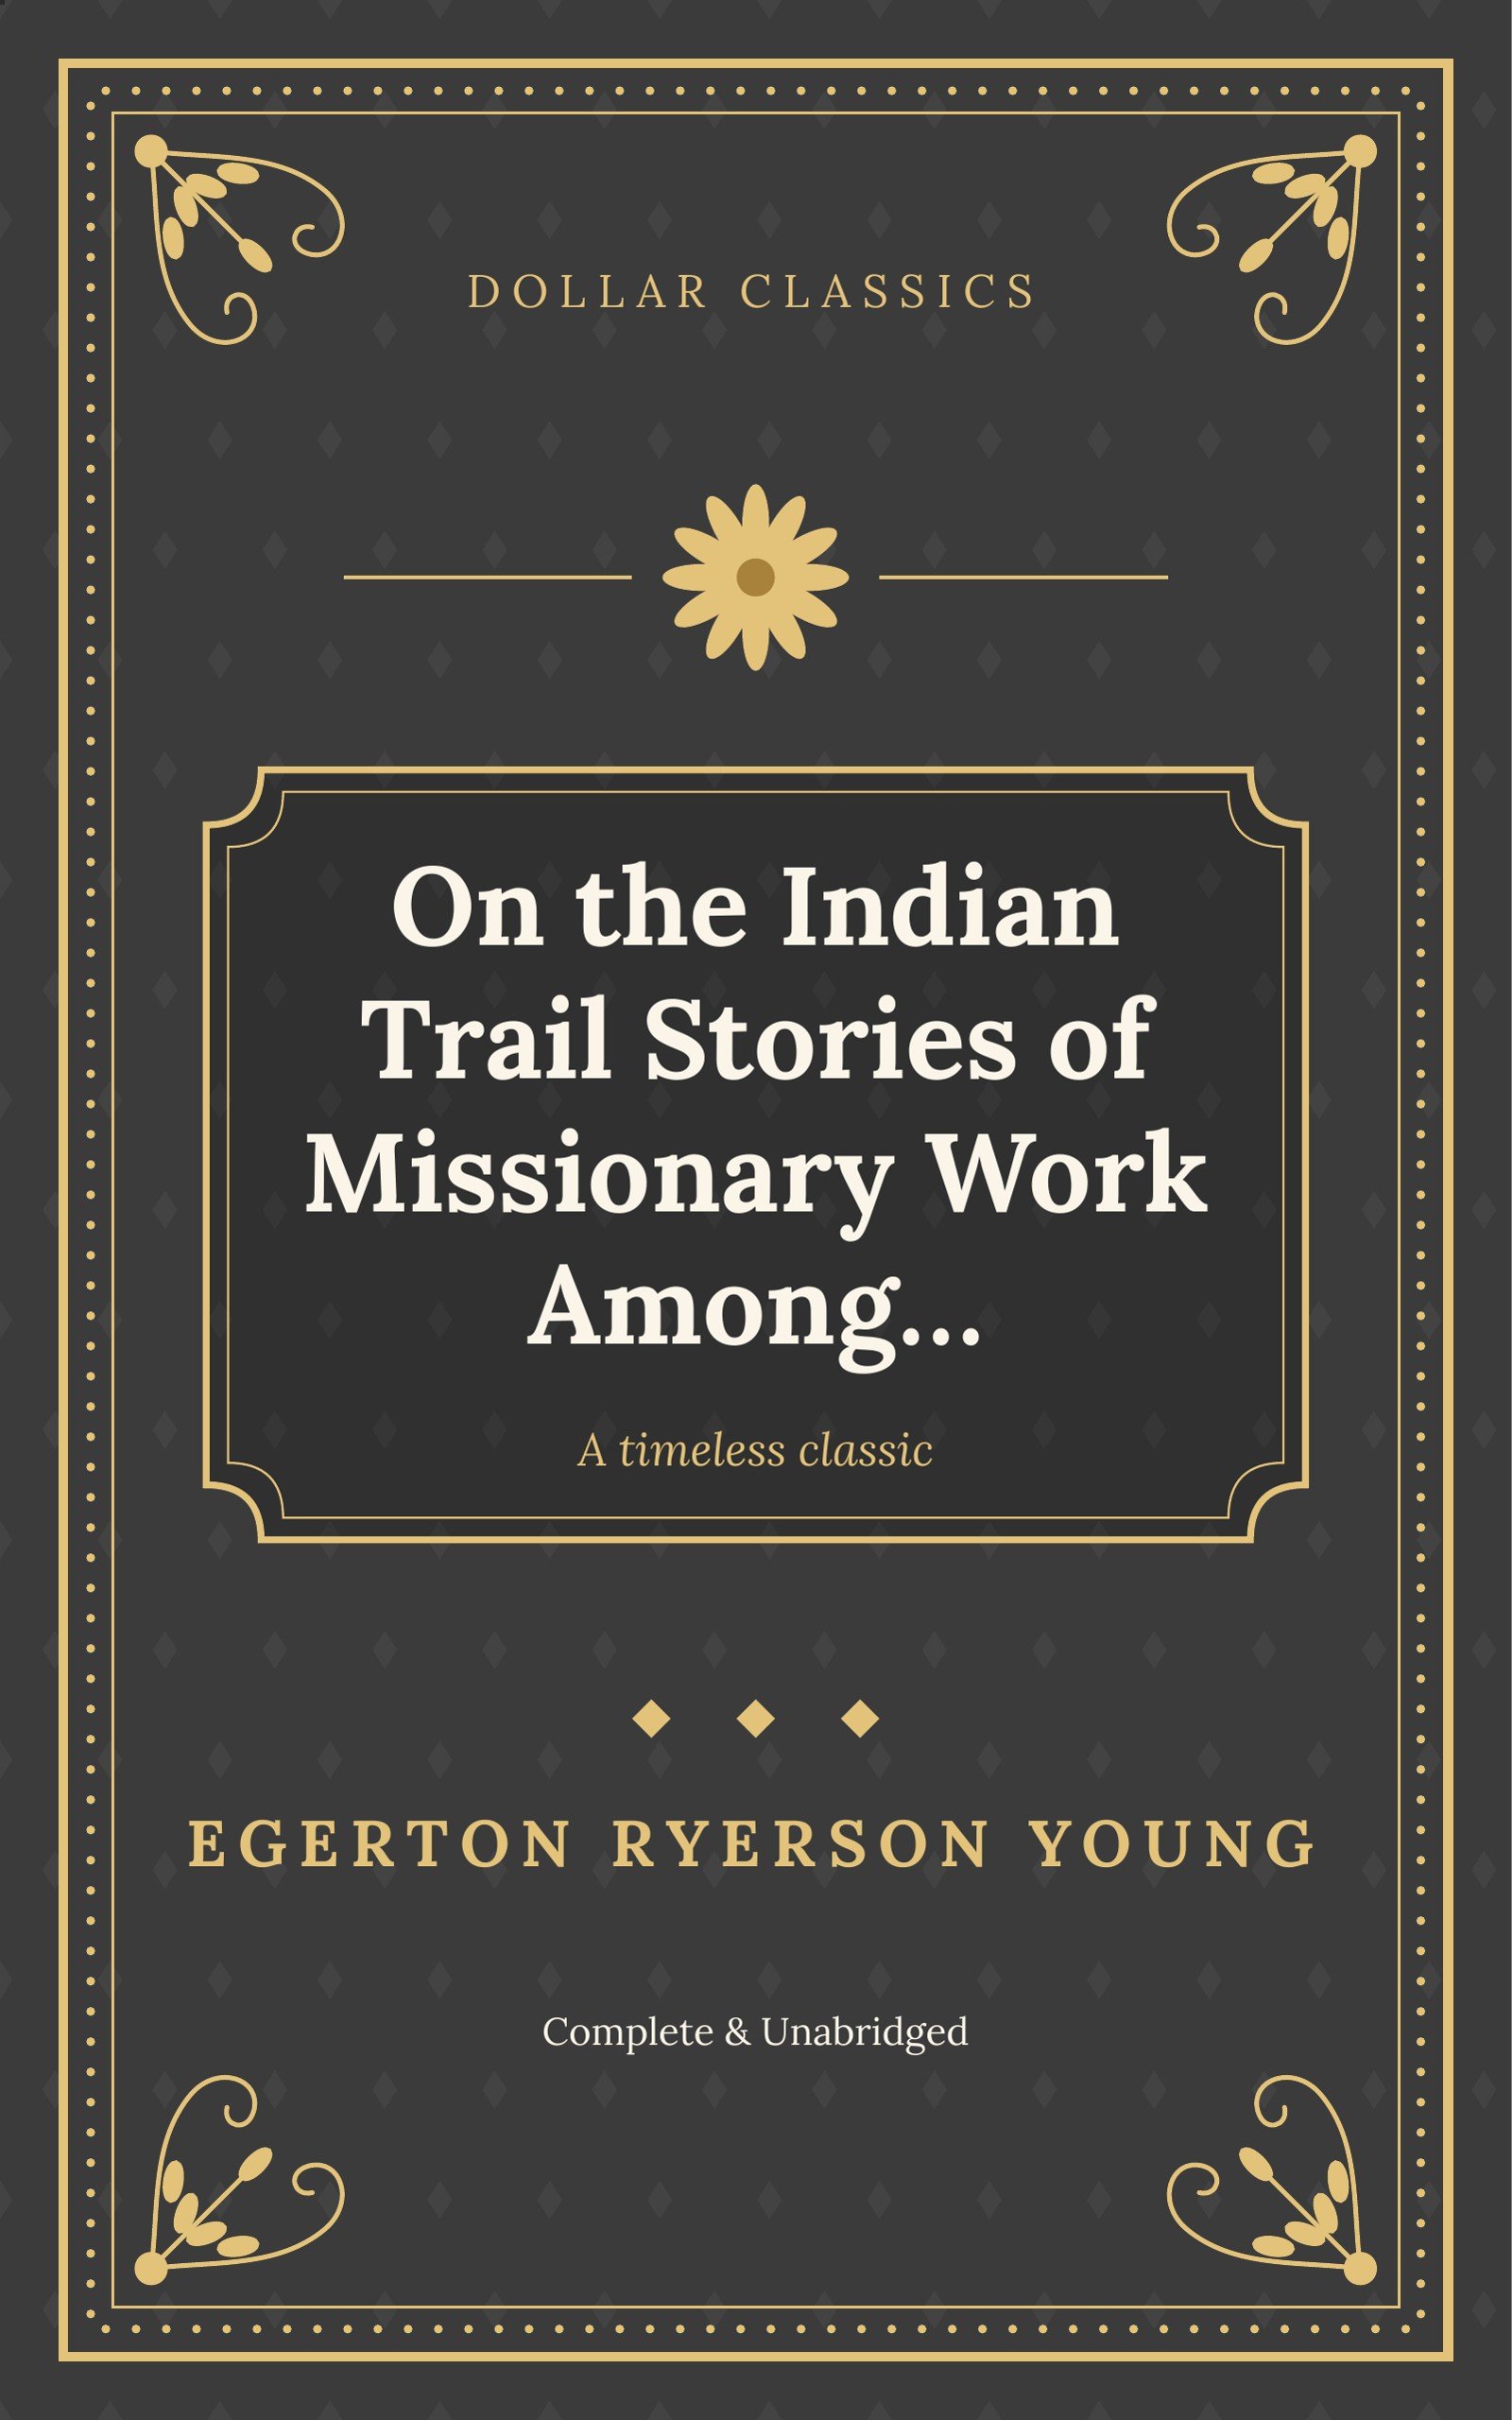 DOLLAR CLASSICS
On the Indian
Trail Stories of
Missionary Work
Among...
A timeless classic
EGERTON RYERSON YOUNG
Complete & Unabridged